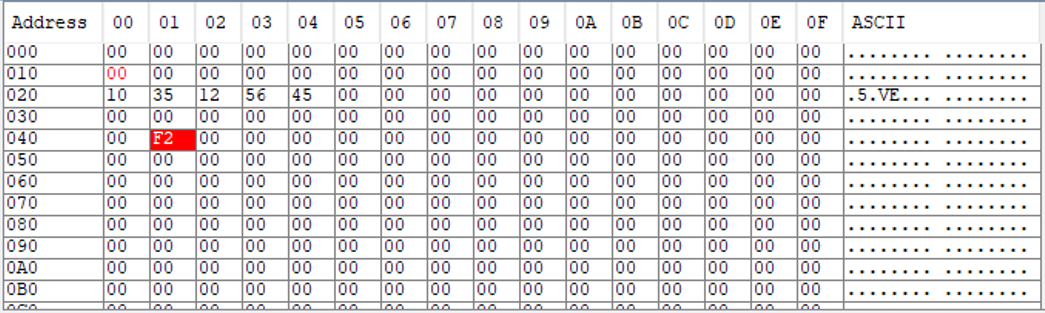 Address 00 01 02 03 04 05 06 07 08 09 0A 0B 0C 0D 0E 0F ASCII
000 00 00 00 00 00 00 00 00 00 00 00 00 00 00 00 00 ........ ........
010 00 00 00 00 00 00 00 00 00 00 00 00 00 00 00 00 ........ ........
020 10 35 12 56 45 00 00 00 00 00 00 00 00 00 00 00 .5.VE... ........
030 00 00 00 00 00 00 00 00 00 00 00 00 00 00 00 00 ........ ........
040 00 F2 00 00 00 00 00 00 00 00 00 00 00 00 00 00 ........ ........
050 00 00 00 00 00 00 00 00 00 00 00 00 00 00 00 00 ........ ........
060 00 00 00 00 00 00 00 00 00 00 00 00 00 00 00 00 ........ ........
070 00 00 00 00 00 00 00 00 00 00 00 00 00 00 00 00 ........ ........
080 00 00 00 00 00 00 00 00 00 00 00 00 00 00 00 00 ........ ........
090 00 00 00 00 00 00 00 00 00 00 00 00 00 00 00 00 ........ ........
0A0 00 00 00 00 00 00 00 00 00 00 00 00 00 00 00 00 ........ ........
0B0 00 00 00 00 00 00 00 00 00 00 00 00 00 00 00 00 ........ ........